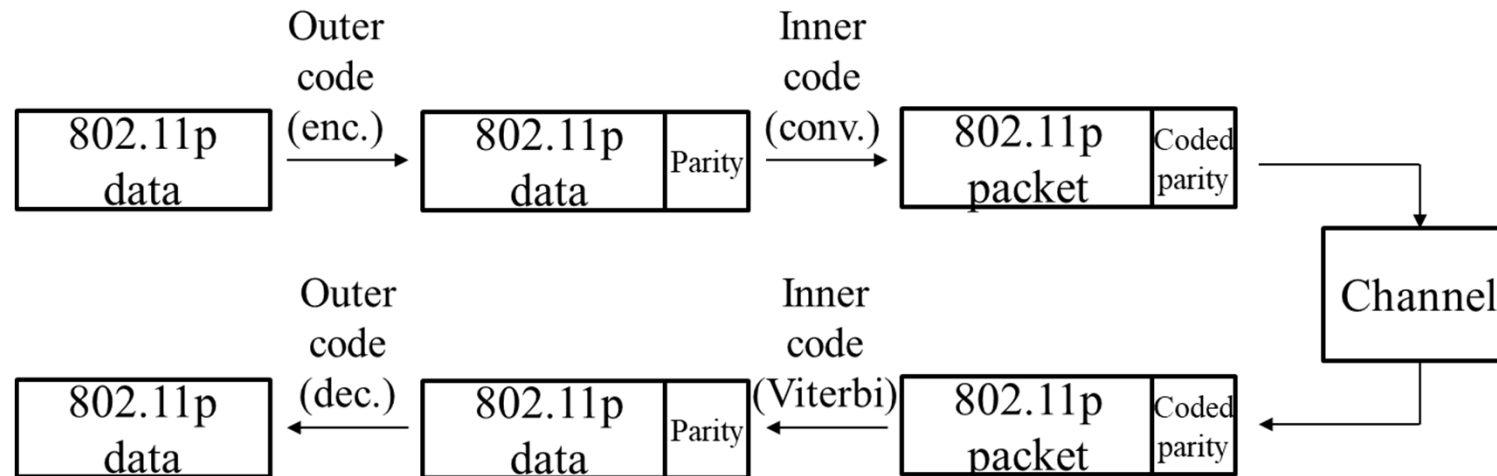 Outer
code
(enc.)
Inner
code
(conv.)
802.11p
data
802.11p
data
Parity
802.11p
packet
Coded
parity
Channel
Outer
code
(dec.)
Inner
code
(Viterbi)
802.11p
data
802.11p
data
Parity
802.11p
packet
Coded
parity